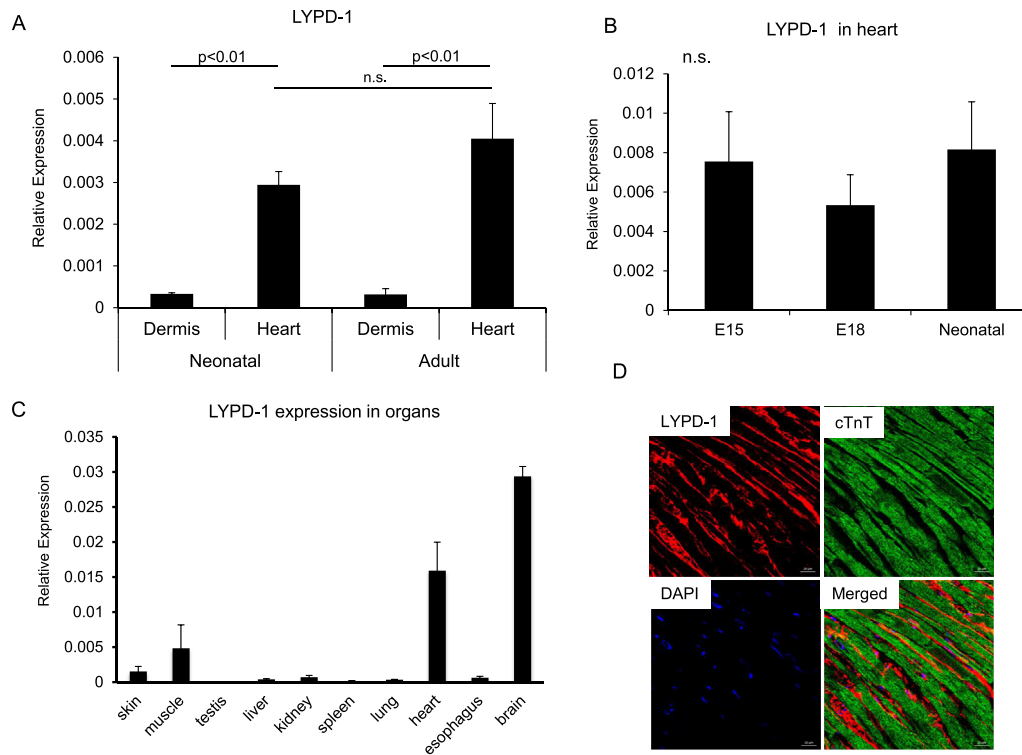 A
LYPD-1
0.006
0.005
0.004
0.003
0.002
0.001
0
Relative Expression
p<0.01
p<0.01
n.s.
Dermis
Heart
Dermis
Heart
Neonatal
Adult
B
LYPD-1 in heart
n.s.
0.012
0.01
0.008
0.006
0.004
0.002
0
Relative Expression
E15
E18
Neonatal
C
LYPD-1 expression in organs
0.035
0.03
0.025
0.02
0.015
0.01
0.005
0
Relative Expression
skin
muscle
testis
liver
kidney
spleen
lung
heart
esophagus
brain
D
LYPD-1
cTnT
DAPI
Merged